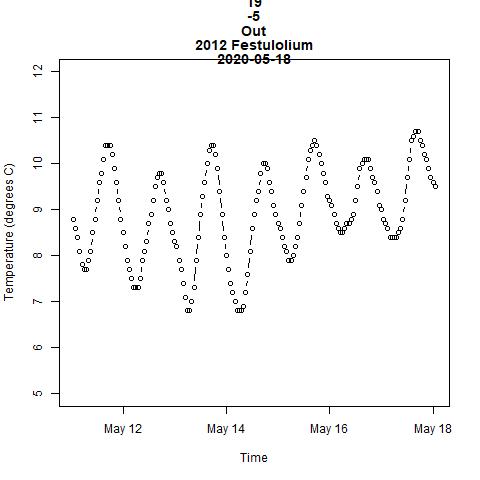 19
-5
Out
2012 Festulolium
2020-05-18
Temperature (degrees C)
12
11
10
9
8
7
6
5
May 12
May 14
May 16
May 18
Time